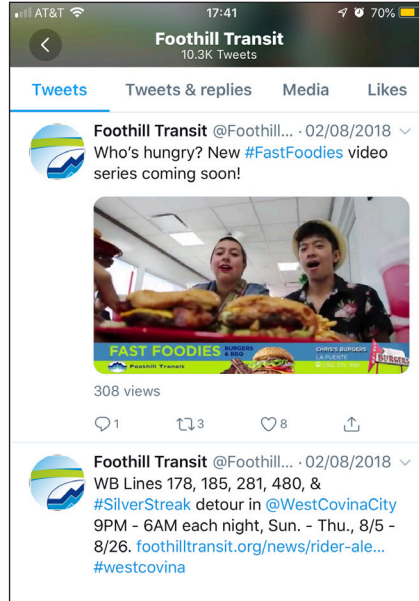 AT&T 17:41 70%
Foothill Transit
10.3K Tweets
Tweets Tweets & replies Media Likes
Foothill Transit @Foothill... · 02/08/2018
Who's hungry? New #FastFoodies video
series coming soon!
FAST FOODIES BURGERS & BBQ
Foothill Transit
CHRIS'S BURGERS
LA PUENTE
BURGERS
308 views
1 3 8
Foothill Transit @Foothill... · 02/08/2018
WB Lines 178, 185, 281, 480, &
#SilverStreak detour in @WestCovinaCity
9PM - 6AM each night, Sun. - Thu., 8/5 -
8/26. foothilltransit.org/news/rider-ale...
#westcovina